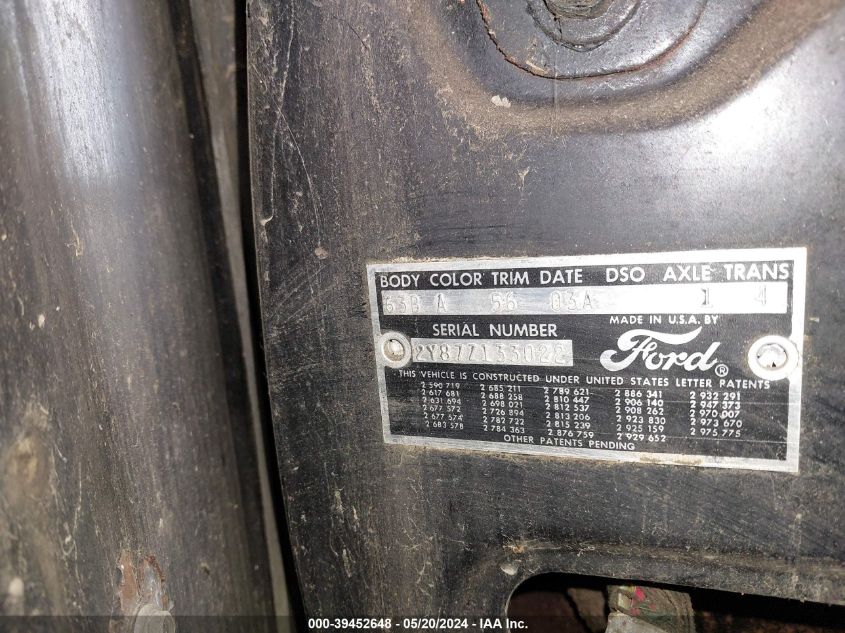 BODY COLOR TRIM DATE DSO AXLE TRANS
63B A 56 03A 1 4
SERIAL NUMBER
MADE IN U.S.A. BY
2Y87Z133022
Ford®
THIS VEHICLE IS CONSTRUCTED UNDER UNITED STATES LETTER PATENTS
2 590 719 2 685 211 2 789 621 2 886 341 2 932 291
2 617 681 2 688 258 2 810 447 2 906 140 2 947 373
2 631 694 2 698 021 2 812 537 2 908 262 2 970 007
2 677 572 2 726 894 2 813 206 2 923 830 2 973 670
2 677 574 2 782 722 2 815 239 2 925 159 2 975 775
2 683 578 2 784 363 2 876 759 2 929 652
OTHER PATENTS PENDING
000-39452648 - 05/20/2024 - IAA Inc.